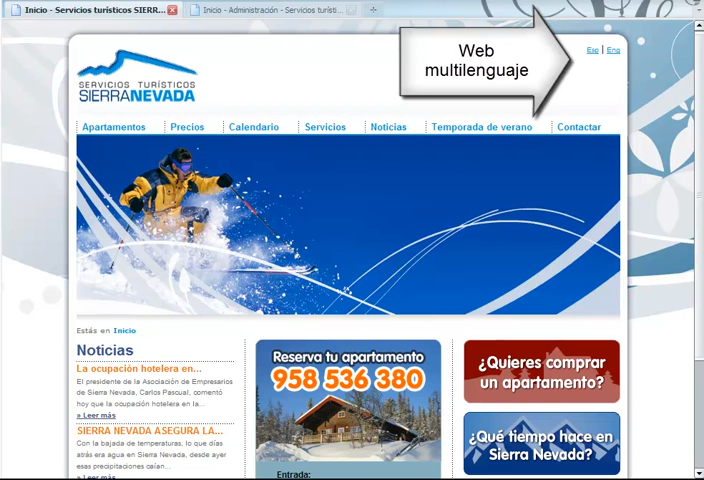 Inicio - Servicios turísticos SIERR...
Inicio - Administración - Servicios turísti...
Web
multilenguaje
Esp | Eng
SERVICIOS TURÍSTICOS
SIERRANEVADA
Apartamentos
Precios
Calendario
Servicios
Noticias
Temporada de verano
Contactar
Estás en Inicio
Noticias
La ocupación hotelera en...
El presidente de la Asociación de Empresarios
de Sierra Nevada, Carlos Pascual, comentó
hoy que la ocupación hotelera en la...
» Leer más
SIERRA NEVADA ASEGURA LA...
Con la bajada de temperaturas, lo que días
atrás era agua en Sierra Nevada, desde ayer
esas precipitaciones caían...
» Leer más
Reserva tu apartamento
958 536 380
Entrada:
¿Quieres comprar
un apartamento?
¿Qué tiempo hace en
Sierra Nevada?